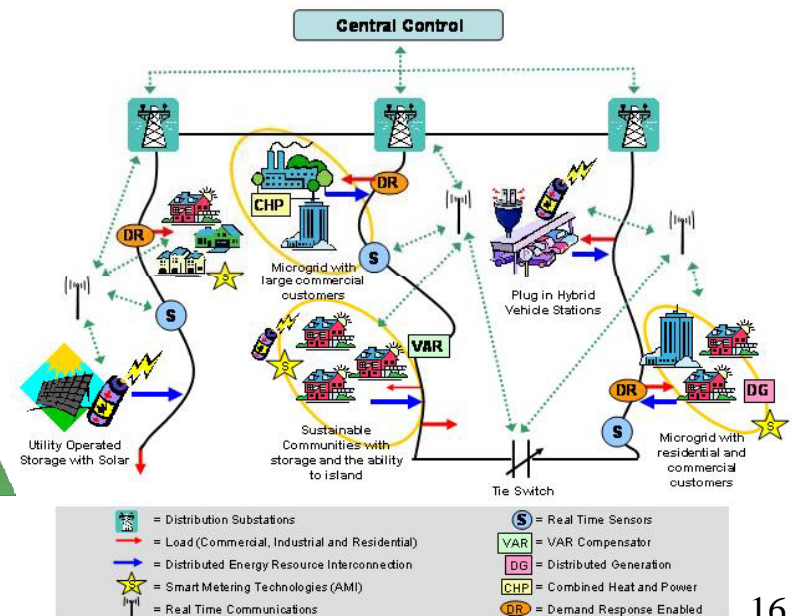 Central Control
DR
CHP
DR
S
Microgrid with
large commercial
customers
S
S
Plug in Hybrid
Vehicle Stations
VAR
S
DR
DG
S
S
Utility Operated
Storage with Solar
Sustainable
Communities with
storage and the ability
to island
Tie Switch
Microgrid with
residential and
commercial
customers
= Distribution Substations
= Load (Commercial, Industrial and Residential)
= Distributed Energy Resource Interconnection
S = Smart Metering Technologies (AMI)
= Real Time Communications
S = Real Time Sensors
VAR = VAR Compensator
DG = Distributed Generation
CHP = Combined Heat and Power
DR = Demand Response Enabled
16